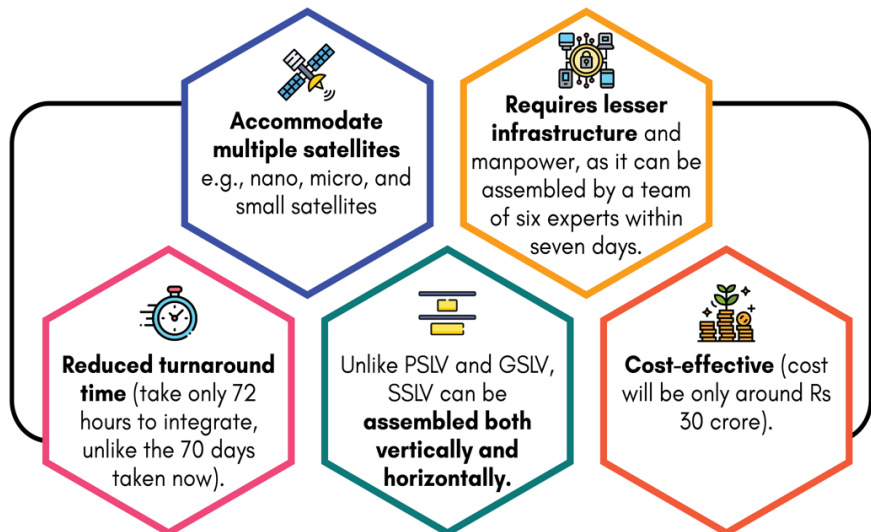 Accommodate
multiple satellites
e.g., nano, micro, and
small satellites
Requires lesser
infrastructure and
manpower, as it can be
assembled by a team
of six experts within
seven days.
Reduced turnaround
time (take only 72
hours to integrate,
unlike the 70 days
taken now).
Unlike PSLV and GSLV,
SSLV can be
assembled both
vertically and
horizontally.
Cost-effective (cost
will be only around Rs
30 crore).